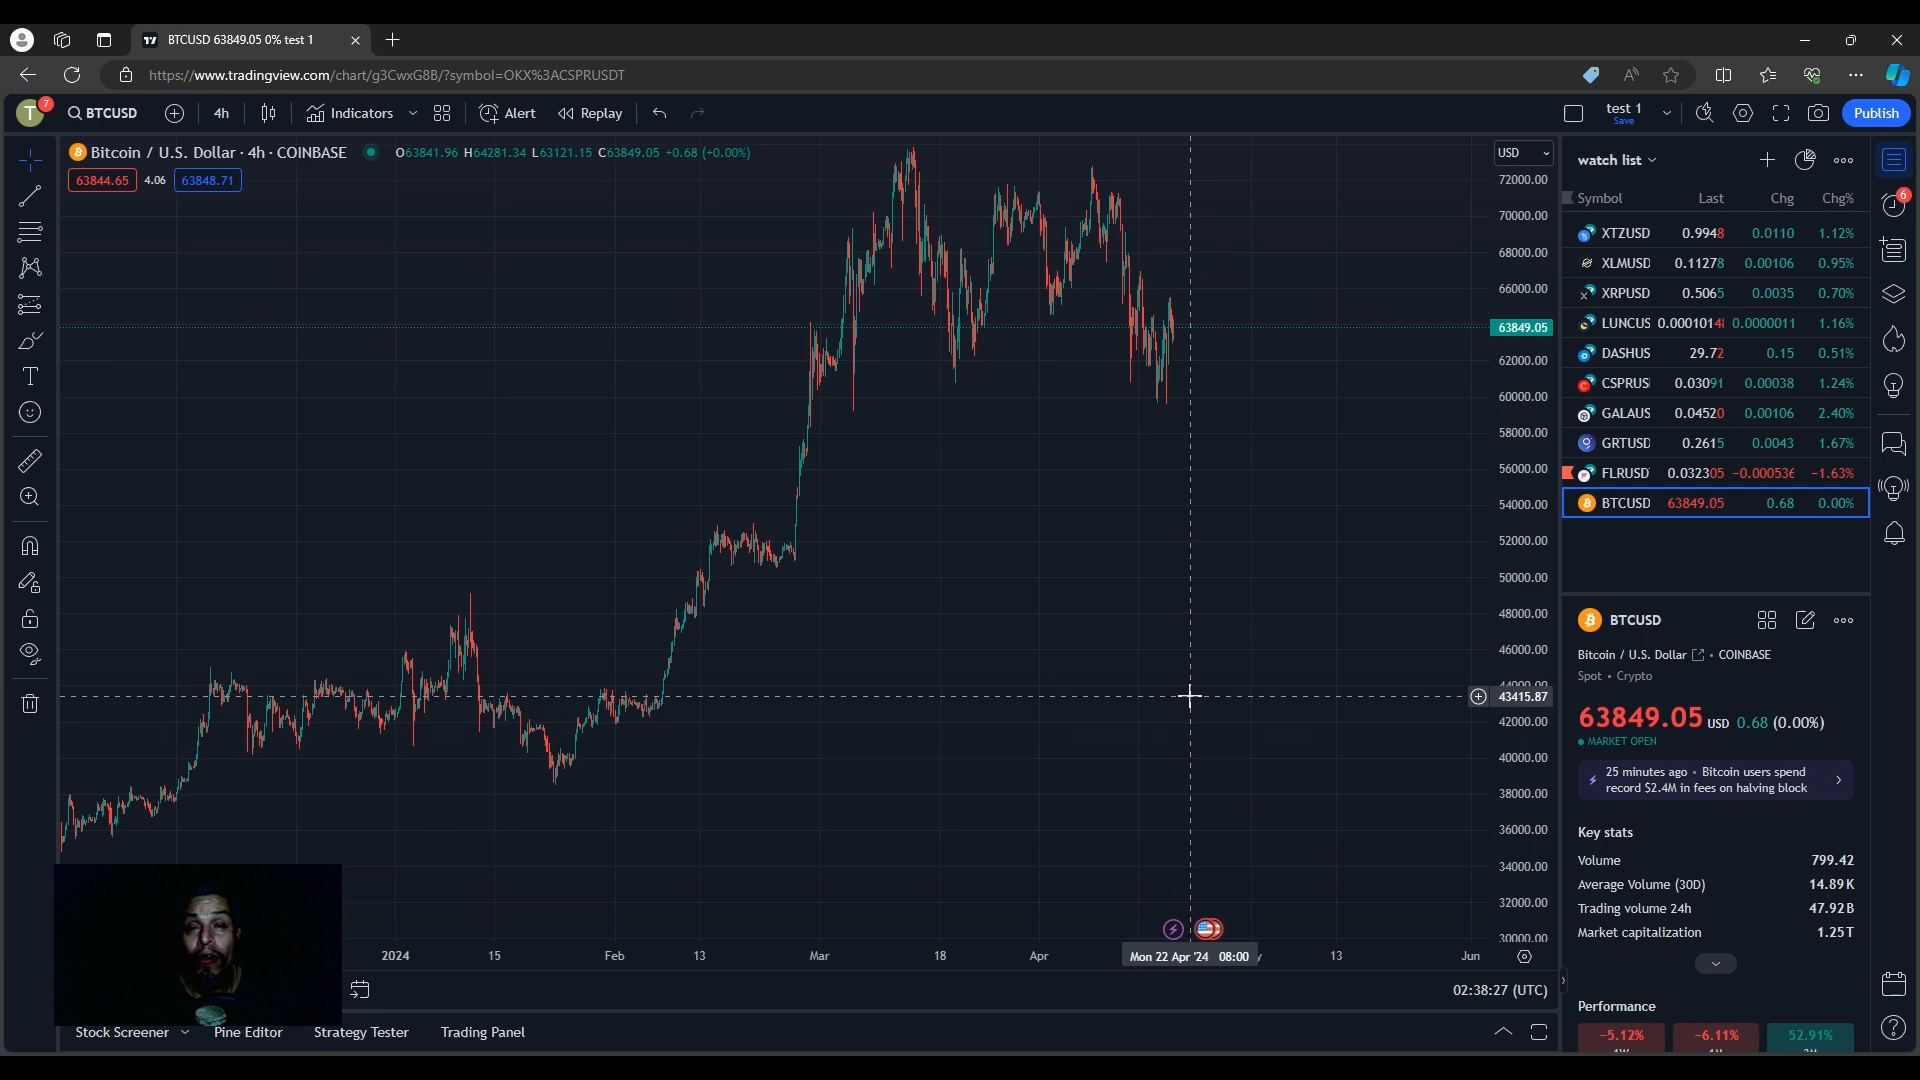 BTCUSD 63849.05 0% test 1
https://www.tradingview.com/chart/g3CwxG8B/?symbol=OKX%3ACSPRUSDT
T 7 BTCUSD 4h Indicators Alert Replay test 1 Save Publish
Bitcoin / U.S. Dollar · 4h · COINBASE O63841.96 H64281.34 L63121.15 C63849.05 +0.68 (+0.00%)
63844.65 4.06 63848.71
USD
72000.00
70000.00
68000.00
66000.00
63849.05
62000.00
60000.00
58000.00
56000.00
54000.00
52000.00
50000.00
48000.00
46000.00
44000.00
43415.87
42000.00
40000.00
38000.00
36000.00
34000.00
32000.00
30000.00
2024 15 Feb 13 Mar 18 Apr Mon 22 Apr '24 08:00 13 Jun
02:38:27 (UTC)
Stock Screener Pine Editor Strategy Tester Trading Panel
watch list
Symbol Last Chg Chg%
6
XTZUSD 0.9948 0.0110 1.12%
XLMUSD 0.11278 0.00106 0.95%
XRPUSD 0.5065 0.0035 0.70%
LUNCUS 0.0001014 0.0000011 1.16%
DASHUS 29.72 0.15 0.51%
CSPRUS 0.03091 0.00038 1.24%
GALAUS 0.04520 0.00106 2.40%
GRTUSD 0.2615 0.0043 1.67%
FLRUSD 0.032305 −0.000536 −1.63%
BTCUSD 63849.05 0.68 0.00%
BTCUSD
Bitcoin / U.S. Dollar • COINBASE
Spot • Crypto
63849.05 USD 0.68 (0.00%)
MARKET OPEN
25 minutes ago • Bitcoin users spend
record $2.4M in fees on halving block
Key stats
Volume 799.42
Average Volume (30D) 14.89K
Trading volume 24h 47.92B
Market capitalization 1.25T
Performance
−5.12% −6.11% 52.91%